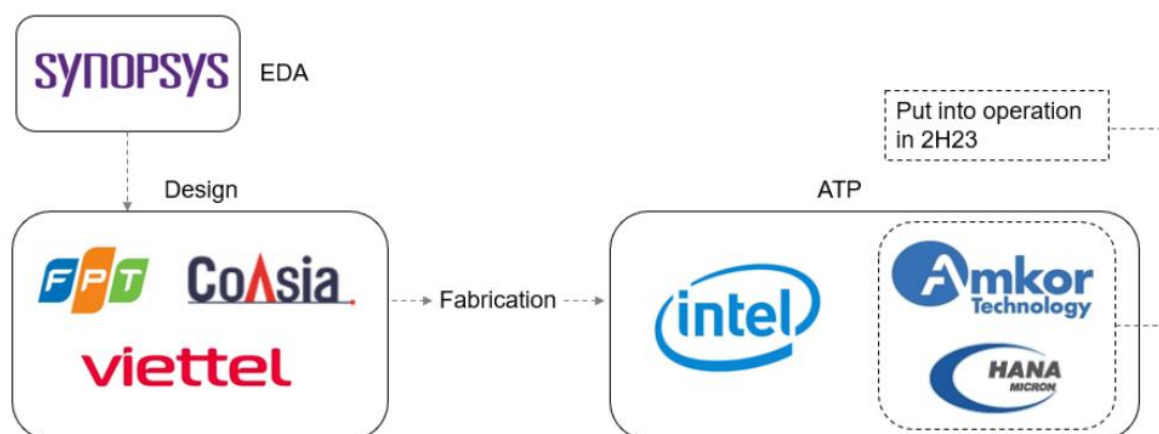 SYNOPSYS
EDA
Put into operation
in 2H23
Design
ATP
FPT
CoAsia
viettel
Fabrication
intel
Amkor
Technology
HANA
MICRON